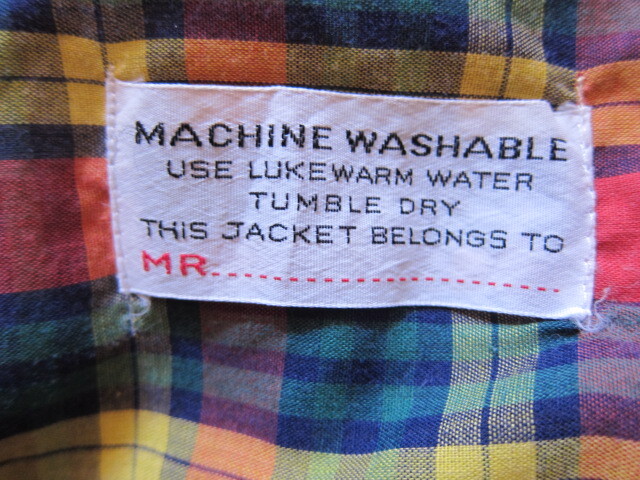 MACHINE WASHABLE
USE LUKEWARM WATER
TUMBLE DRY
THIS JACKET BELONGS TO
MR..............................................